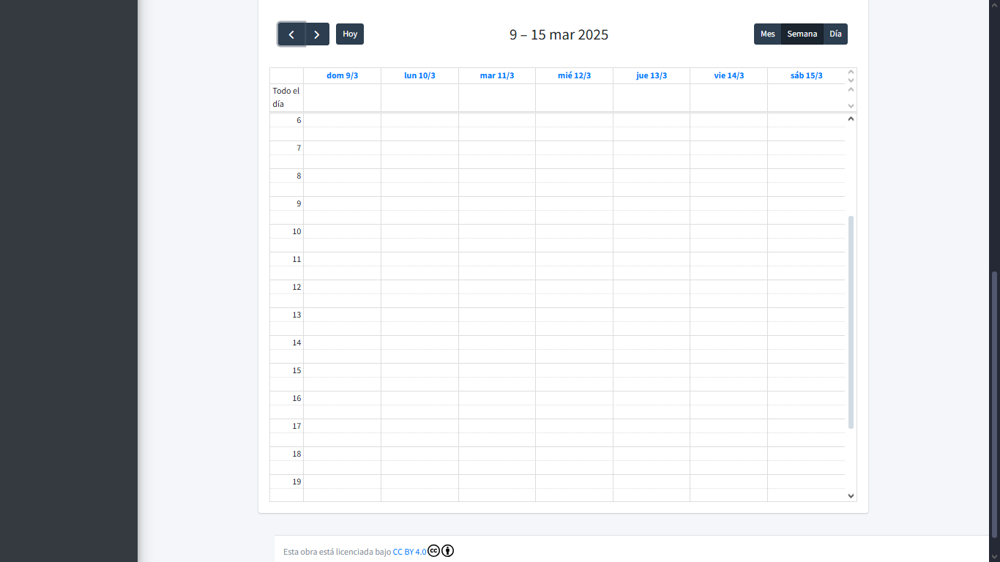 Hoy
9 – 15 mar 2025
Mes Semana Día
dom 9/3 lun 10/3 mar 11/3 mié 12/3 jue 13/3 vie 14/3 sáb 15/3
Todo el
día
6
7
8
9
10
11
12
13
14
15
16
17
18
19
Esta obra está licenciada bajo CC BY 4.0